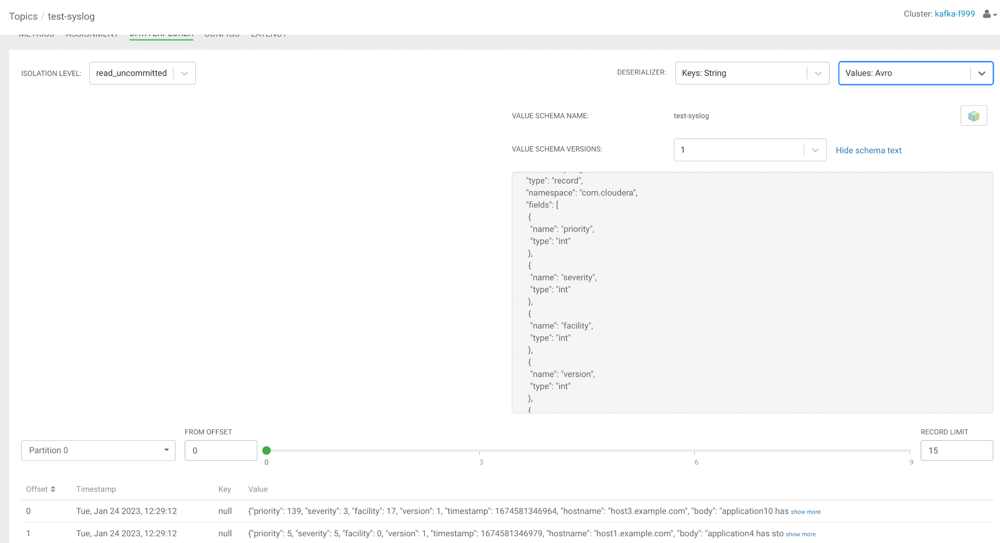 Topics / test-syslog
Cluster: kafka-f999
METRICS ASSIGNMENT DATA EXPLORER CONFIGS LATENCY
ISOLATION LEVEL: read_uncommitted
DESERIALIZER: Keys: String Values: Avro
VALUE SCHEMA NAME: test-syslog
VALUE SCHEMA VERSIONS: 1 Hide schema text
"type": "record",
"namespace": "com.cloudera",
"fields": [
{
"name": "priority",
"type": "int"
},
{
"name": "severity",
"type": "int"
},
{
"name": "facility",
"type": "int"
},
{
"name": "version",
"type": "int"
},
{
FROM OFFSET RECORD LIMIT
Partition 0 0 15
0 3 6 9
Offset Timestamp Key Value
0 Tue, Jan 24 2023, 12:29:12 null {"priority": 139, "severity": 3, "facility": 17, "version": 1, "timestamp": 1674581346964, "hostname": "host3.example.com", "body": "application10 has show more
1 Tue, Jan 24 2023, 12:29:12 null {"priority": 5, "severity": 5, "facility": 0, "version": 1, "timestamp": 1674581346979, "hostname": "host1.example.com", "body": "application4 has sto show more